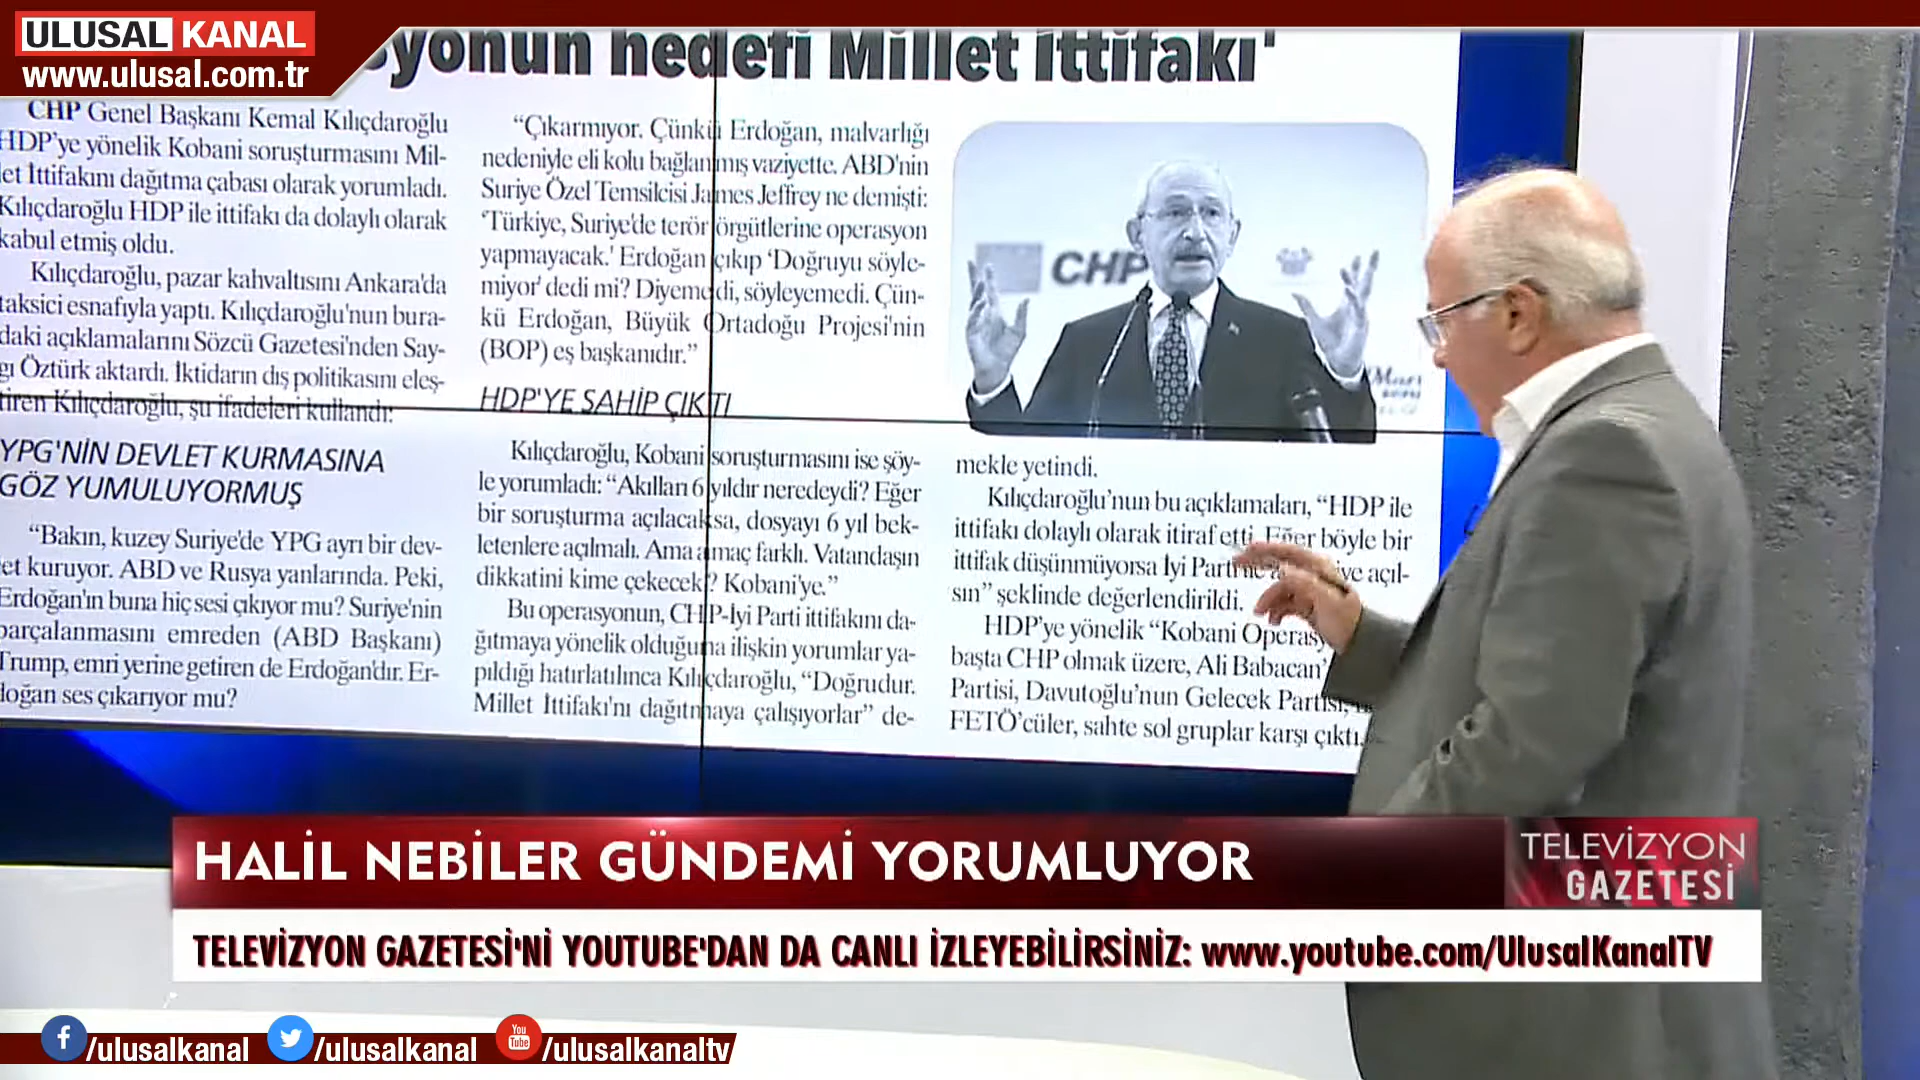 ULUSAL KANAL
www.ulusal.com.tr
hedefi Millet İttifakı'
CHP Genel Başkanı Kemal Kılıçdaroğlu
HDP'ye yönelik Kobani soruşturmasını Mil-
let İttifakını dağıtma çabası olarak yorumladı.
Kılıçdaroğlu HDP ile ittifakı da dolaylı olarak
kabul etmiş oldu.
Kılıçdaroğlu, pazar kahvaltısını Ankara'da
taksici esnafıyla yaptı. Kılıçdaroğlu'nun bura-
daki açıklamalarını Sözcü Gazetesi'nden Say-
gı Öztürk aktardı. İktidarın dış politikasını eleş-
tiren Kılıçdaroğlu, şu ifadeleri kullandı:
YPG'NİN DEVLET KURMASINA
GÖZ YUMULUYORMUŞ
“Bakın, kuzey Suriye'de YPG ayrı bir dev-
et kuruyor. ABD ve Rusya yanlarında. Peki,
Erdoğan'ın buna hiç sesi çıkıyor mu? Suriye'nin
parçalanmasını emreden (ABD Başkanı)
Trump, emri yerine getiren de Erdoğan'dır. Er-
doğan ses çıkarıyor mu?
“Çıkarmıyor. Çünkü Erdoğan, malvarlığı
nedeniyle eli kolu bağlanmış vaziyette. ABD'nin
Suriye Özel Temsilcisi James Jeffrey ne demişti:
‘Türkiye, Suriye'de terör örgütlerine operasyon
yapmayacak.' Erdoğan çıkıp ‘Doğruyu söyle-
miyor' dedi mi? Diyemedi, söyleyemedi. Çün-
kü Erdoğan, Büyük Ortadoğu Projesi'nin
(BOP) eş başkanıdır.”
HDP'YE SAHİP ÇIKTI
Kılıçdaroğlu, Kobani soruşturmasını ise şöy-
le yorumladı: “Akılları 6 yıldır neredeydi? Eğer
bir soruşturma açılacaksa, dosyayı 6 yıl bek-
letenlere açılmalı. Ama amaç farklı. Vatandaşın
dikkatini kime çekecek? Kobani'ye.”
Bu operasyonun, CHP-İyi Parti ittifakını da-
ğıtmaya yönelik olduğuna ilişkin yorumlar ya-
pıldığı hatırlatılınca Kılıçdaroğlu, “Doğrudur.
Millet İttifakı'nı dağıtmaya çalışıyorlar” de-
CHP
mekle yetindi.
Kılıçdaroğlu'nun bu açıklamaları, “HDP ile
ittifakı dolaylı olarak itiraf etti. Eğer böyle bir
ittifak düşünmüyorsa İyi Parti açıl-
sın” şeklinde değerlendirildi.
HDP'ye yönelik “Kobani
başta CHP olmak üzere, Ali Babacan'
Partisi, Davutoğlu'nun Gelecek Partisi,
FETÖ'cüler, sahte sol gruplar karşı çıktı.
HALİL NEBİLER GÜNDEMİ YORUMLUYOR
TELEVİZYON
GAZETESİ
TELEVİZYON GAZETESİ'Nİ YOUTUBE'DAN DA CANLI İZLEYEBİLİRSİNİZ: www.youtube.com/UlusalKanalTV
f /ulusalkanal /ulusalkanal You Tube /ulusalkanaltv